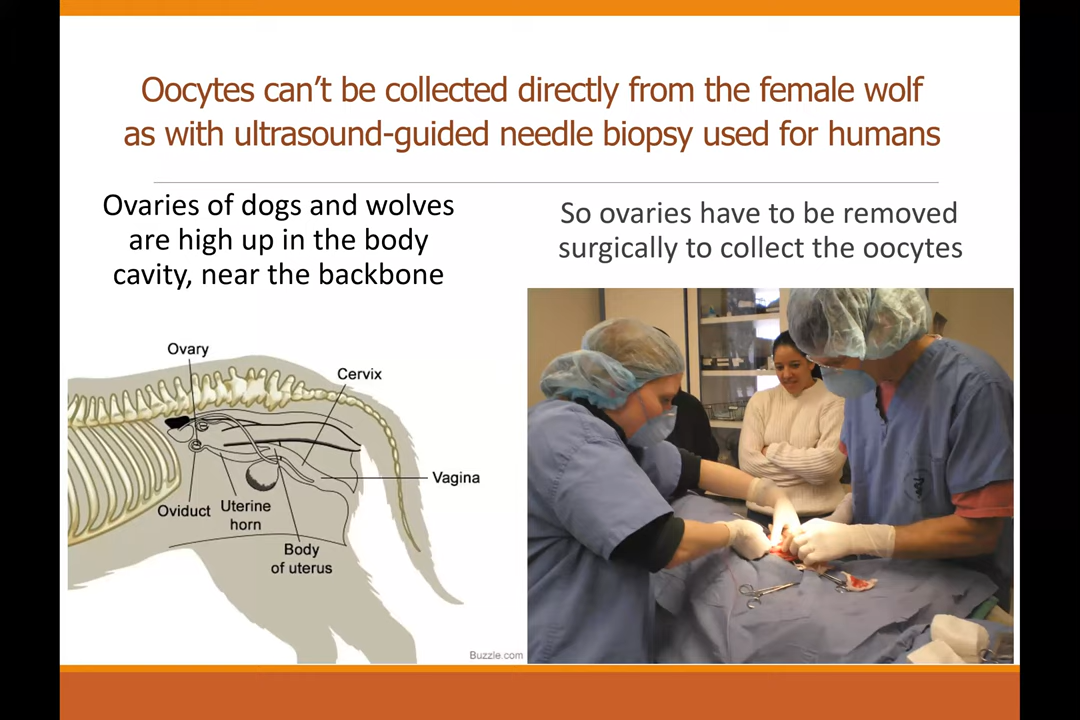 Oocytes can’t be collected directly from the female wolf
as with ultrasound-guided needle biopsy used for humans
Ovaries of dogs and wolves
are high up in the body
cavity, near the backbone
So ovaries have to be removed
surgically to collect the oocytes
Ovary
Cervix
Vagina
Oviduct
Uterine
horn
Body
of uterus
Buzzle.com